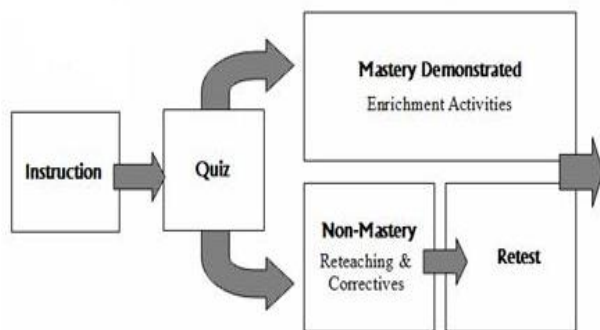 Instruction
Quiz
Mastery Demonstrated
Enrichment Activities
Non-Mastery
Reteaching &
Correctives
Retest